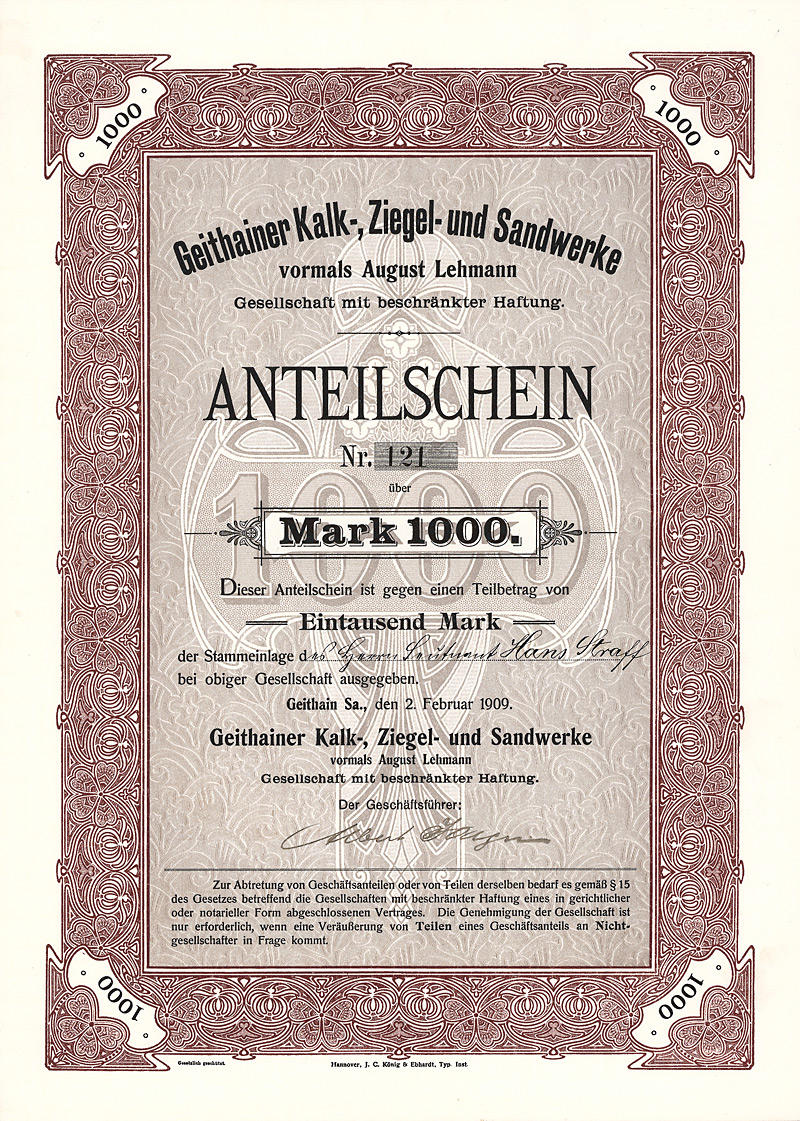 1000
1000
Geithainer Kalk-, Ziegel- und Sandwerke
vormals August Lehmann
Gesellschaft mit beschränkter Haftung.
ANTEILSCHEIN
Nr. 121
über
1000
Mark 1000.
Dieser Anteilschein ist gegen einen Teilbetrag von
Eintausend Mark
der Stammeinlage des Herrn Leutnant Hans Straff
bei obiger Gesellschaft ausgegeben.
Geithain Sa., den 2. Februar 1909.
Geithainer Kalk-, Ziegel- und Sandwerke
vormals August Lehmann
Gesellschaft mit beschränkter Haftung.
Der Geschäftsführer:
Albert
Zur Abtretung von Geschäftsanteilen oder von Teilen derselben bedarf es gemäß § 15
des Gesetzes betreffend die Gesellschaften mit beschränkter Haftung eines in gerichtlicher
oder notarieller Form abgeschlossenen Vertrages. Die Genehmigung der Gesellschaft ist
nur erforderlich, wenn eine Veräußerung von Teilen eines Geschäftsanteils an Nicht-
gesellschafter in Frage kommt.
1000
1000
Gesetzlich geschützt.
Hannover, J. C. König & Ebhardt, Typ. Inst.